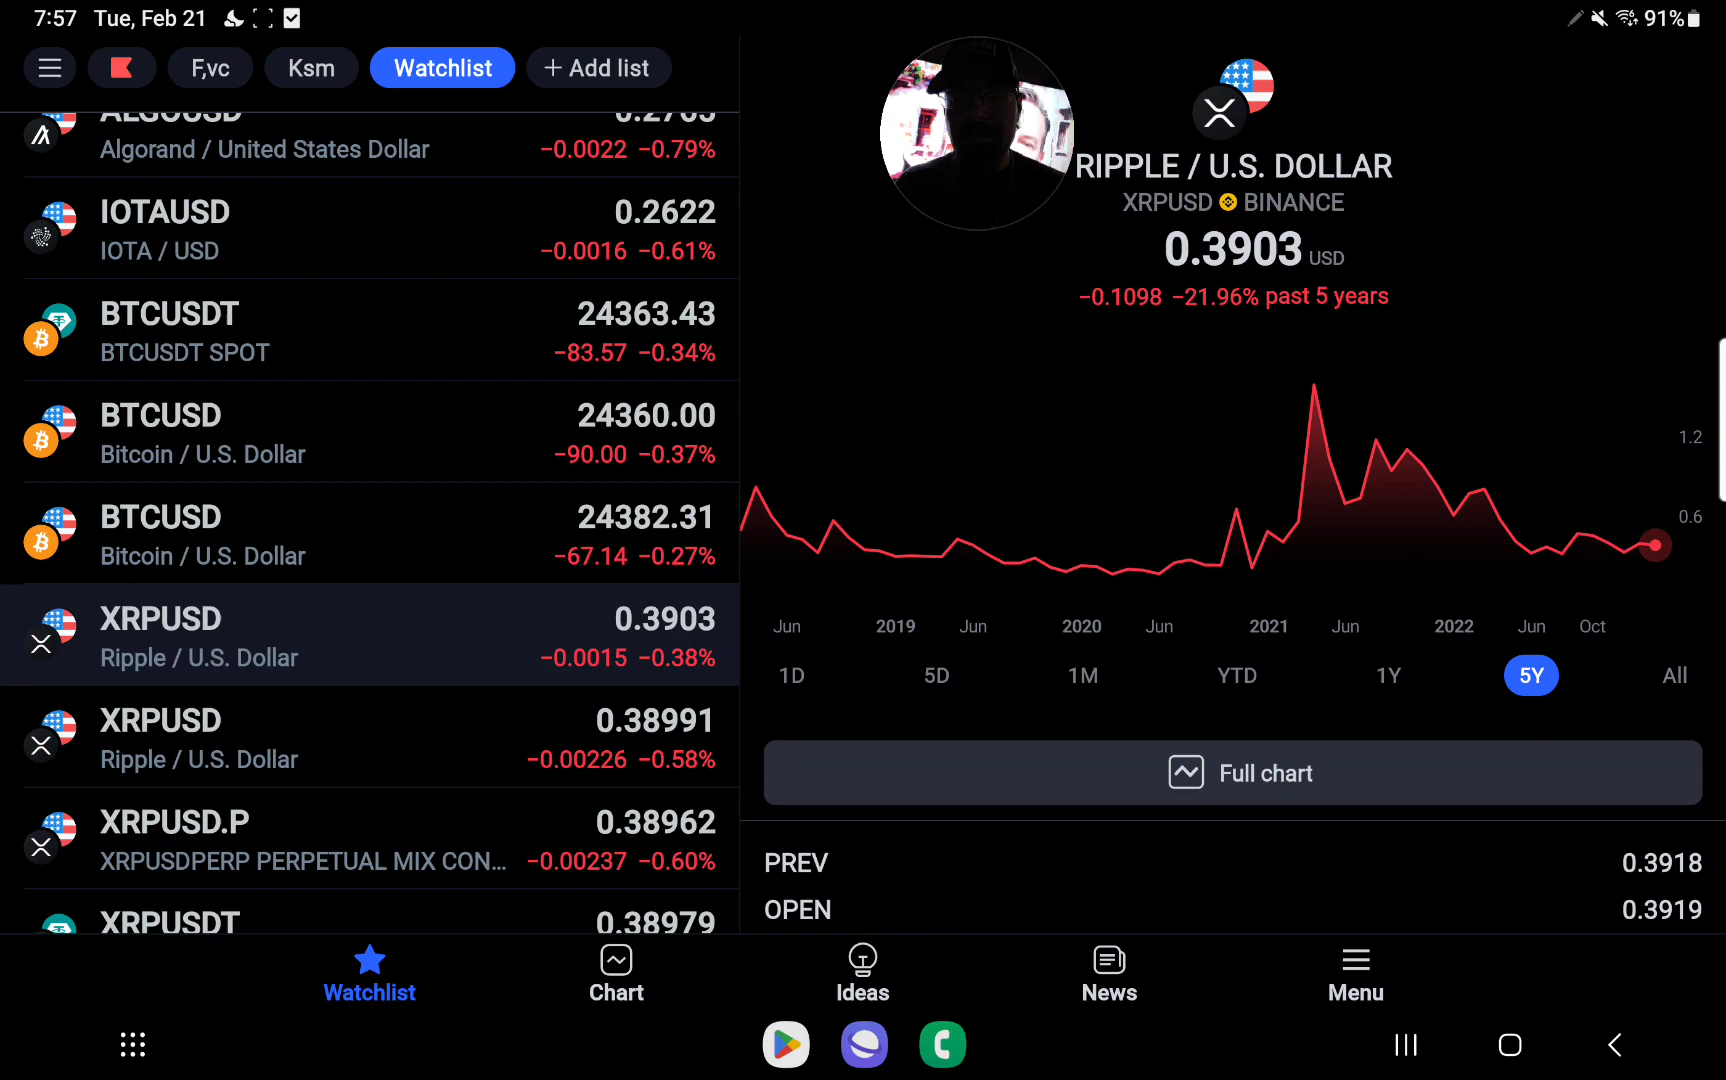 7:57 Tue, Feb 21
91%
F,vc Ksm Watchlist + Add list
ALGOUSD 0.2765
Algorand / United States Dollar −0.0022 −0.79%
IOTAUSD 0.2622
IOTA / USD −0.0016 −0.61%
BTCUSDT 24363.43
BTCUSDT SPOT −83.57 −0.34%
BTCUSD 24360.00
Bitcoin / U.S. Dollar −90.00 −0.37%
BTCUSD 24382.31
Bitcoin / U.S. Dollar −67.14 −0.27%
XRPUSD 0.3903
Ripple / U.S. Dollar −0.0015 −0.38%
XRPUSD 0.38991
Ripple / U.S. Dollar −0.00226 −0.58%
XRPUSD.P 0.38962
XRPUSDPERP PERPETUAL MIX CON... −0.00237 −0.60%
XRPUSDT 0.38979
RIPPLE / U.S. DOLLAR
XRPUSD BINANCE
0.3903 USD
−0.1098 −21.96% past 5 years
1.2
0.6
Jun 2019 Jun 2020 Jun 2021 Jun 2022 Jun Oct
1D 5D 1M YTD 1Y 5Y All
Full chart
PREV 0.3918
OPEN 0.3919
Watchlist Chart Ideas News Menu